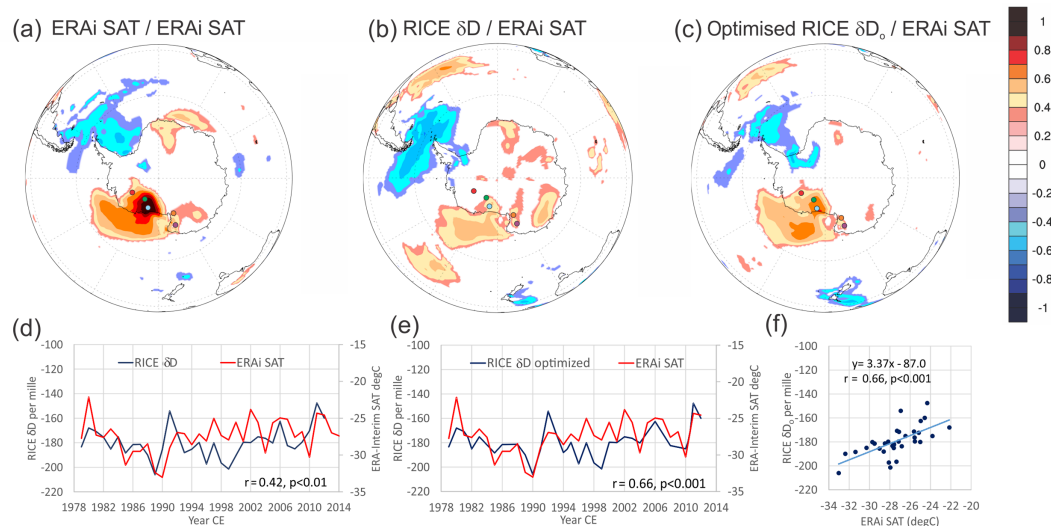 (a) ERAi SAT / ERAi SAT
(b) RICE δD / ERAi SAT
(c) Optimised RICE δDₒ / ERAi SAT
1
0.8
0.6
0.4
0.2
0
-0.2
-0.4
-0.6
-0.8
-1
(d)
RICE δD ERAi SAT
RICE δD per mille
-100
-120
-140
-160
-180
-200
-220
ERA-Interim SAT degC
-15
-20
-25
-30
-35
r = 0.42, p<0.01
1978 1982 1986 1990 1994 1998 2002 2006 2010 2014
Year CE
(e)
RICE δD optimized ERAi SAT
RICE δD per mille
-100
-120
-140
-160
-180
-200
-220
ERA-Interim SAT degC
-15
-20
-25
-30
-35
r = 0.66, p<0.001
1978 1982 1986 1990 1994 1998 2002 2006 2010 2014
Year CE
(f)
y= 3.37x - 87.0
r = 0.66, p<0.001
RICE δDₒ per mille
-100
-120
-140
-160
-180
-200
-220
-34 -32 -30 -28 -26 -24 -22 -20
ERAi SAT (degC)